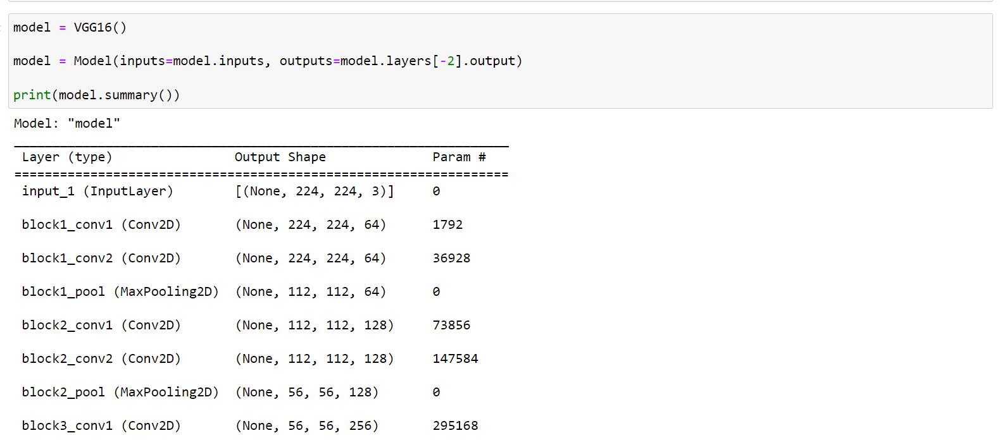 model = VGG16()
model = Model(inputs=model.inputs, outputs=model.layers[-2].output)
print(model.summary())
Model: "model"
_________________________________________________________________
Layer (type) Output Shape Param #
=================================================================
input_1 (InputLayer) [(None, 224, 224, 3)] 0
block1_conv1 (Conv2D) (None, 224, 224, 64) 1792
block1_conv2 (Conv2D) (None, 224, 224, 64) 36928
block1_pool (MaxPooling2D) (None, 112, 112, 64) 0
block2_conv1 (Conv2D) (None, 112, 112, 128) 73856
block2_conv2 (Conv2D) (None, 112, 112, 128) 147584
block2_pool (MaxPooling2D) (None, 56, 56, 128) 0
block3_conv1 (Conv2D) (None, 56, 56, 256) 295168